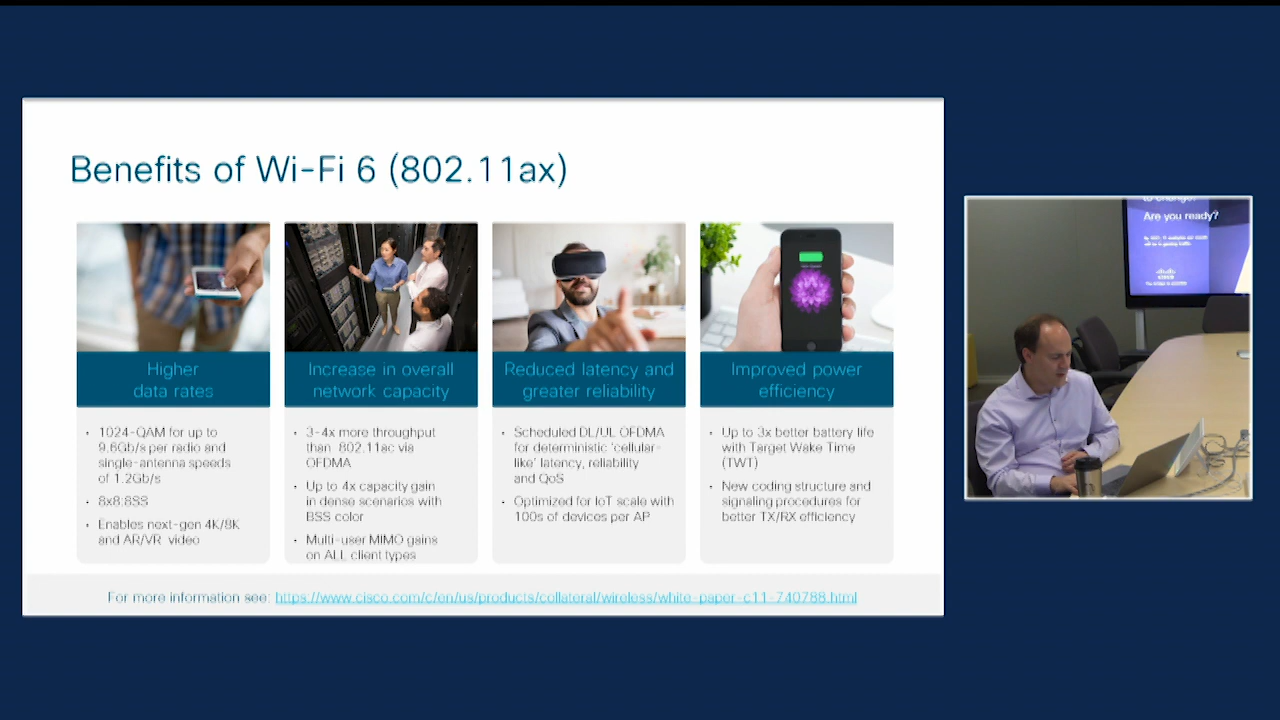 Benefits of Wi-Fi 6 (802.11ax)
Higher
data rates
• 1024-QAM for up to
9.6Gb/s per radio and
single-antenna speeds
of 1.2Gb/s
• 8x8:8SS
• Enables next-gen 4K/8K
and AR/VR video
Increase in overall
network capacity
• 3-4x more throughput
than 802.11ac via
OFDMA
• Up to 4x capacity gain
in dense scenarios with
BSS color
• Multi-user MIMO gains
on ALL client types
Reduced latency and
greater reliability
• Scheduled DL/UL OFDMA
for deterministic 'cellular-
like' latency, reliability
and QoS
• Optimized for IoT scale with
100s of devices per AP
Improved power
efficiency
• Up to 3x better battery life
with Target Wake Time
(TWT)
• New coding structure and
signaling procedures for
better TX/RX efficiency
For more information see: https://www.cisco.com/c/en/us/products/collateral/wireless/white-paper-c11-740788.html
to change?
Are you ready?
CISCO